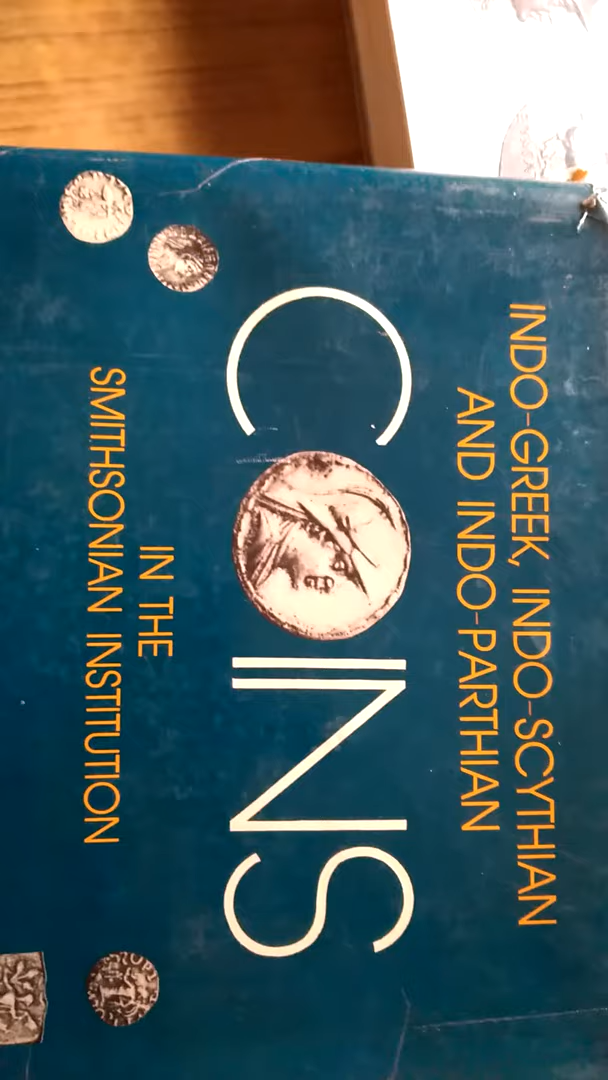 INDO-GREEK, INDO-SCYTHIAN
AND INDO-PARTHIAN
COINS
IN THE
SMITHSONIAN INSTITUTION